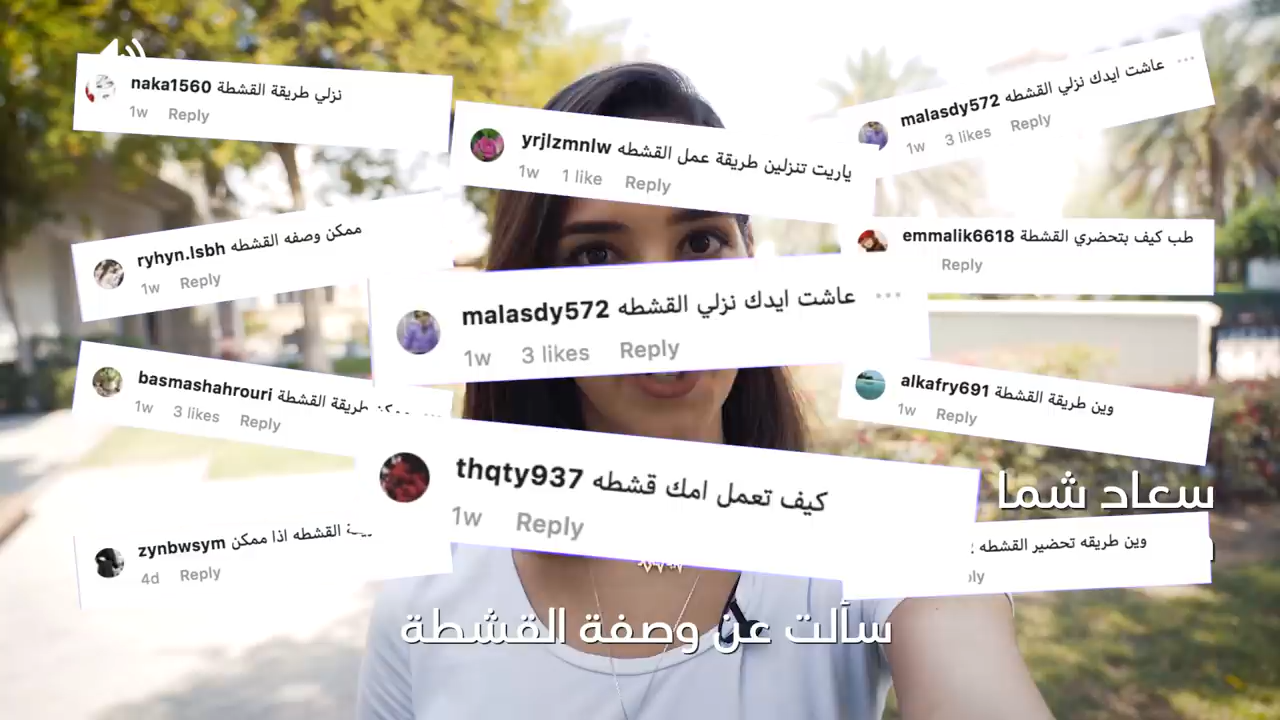 naka1560 نزلي طريقة القشطة
1w Reply
yrjlzmnlw ياريت تنزلين طريقة عمل القشطه
1w 1 like Reply
malasdy572 عاشت ايدك نزلي القشطه
1w 3 likes Reply
ryhyn.lsbh ممكن وصفه القشطه
1w Reply
emmalik6618 طب كيف بتحضري القشطة
Reply
malasdy572 عاشت ايدك نزلي القشطه
1w 3 likes Reply
basmashahrouri طريقة القشطة
1w 3 likes Reply
alkafry691 وين طريقة القشطة
1w Reply
thqty937 كيف تعمل امك قشطه
1w Reply
سعاد شما
zynbwsym القشطه اذا ممكن
4d Reply
وين طريقه تحضير القشطه
سألت عن وصفة القشطة